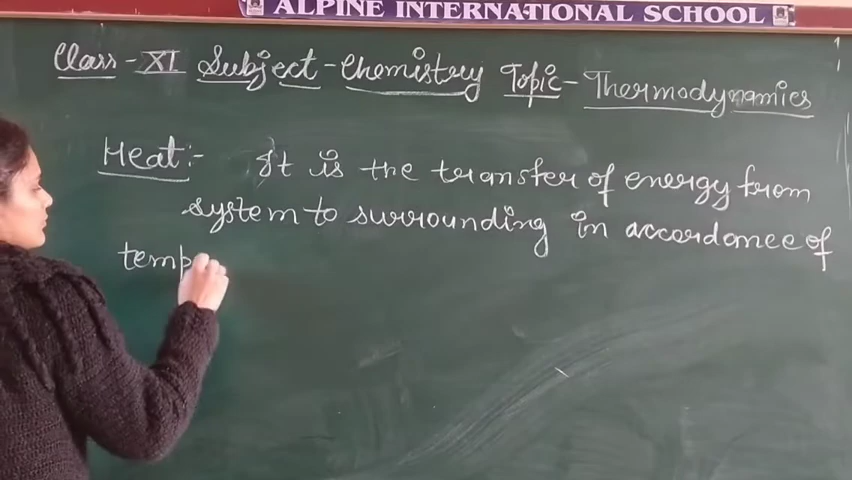 ALPINE INTERNATIONAL SCHOOL
Class - XI Subject - Chemistry Topic - Thermodynamics
Heat:- It is the transfer of energy from
system to surrounding in accordance of
temp